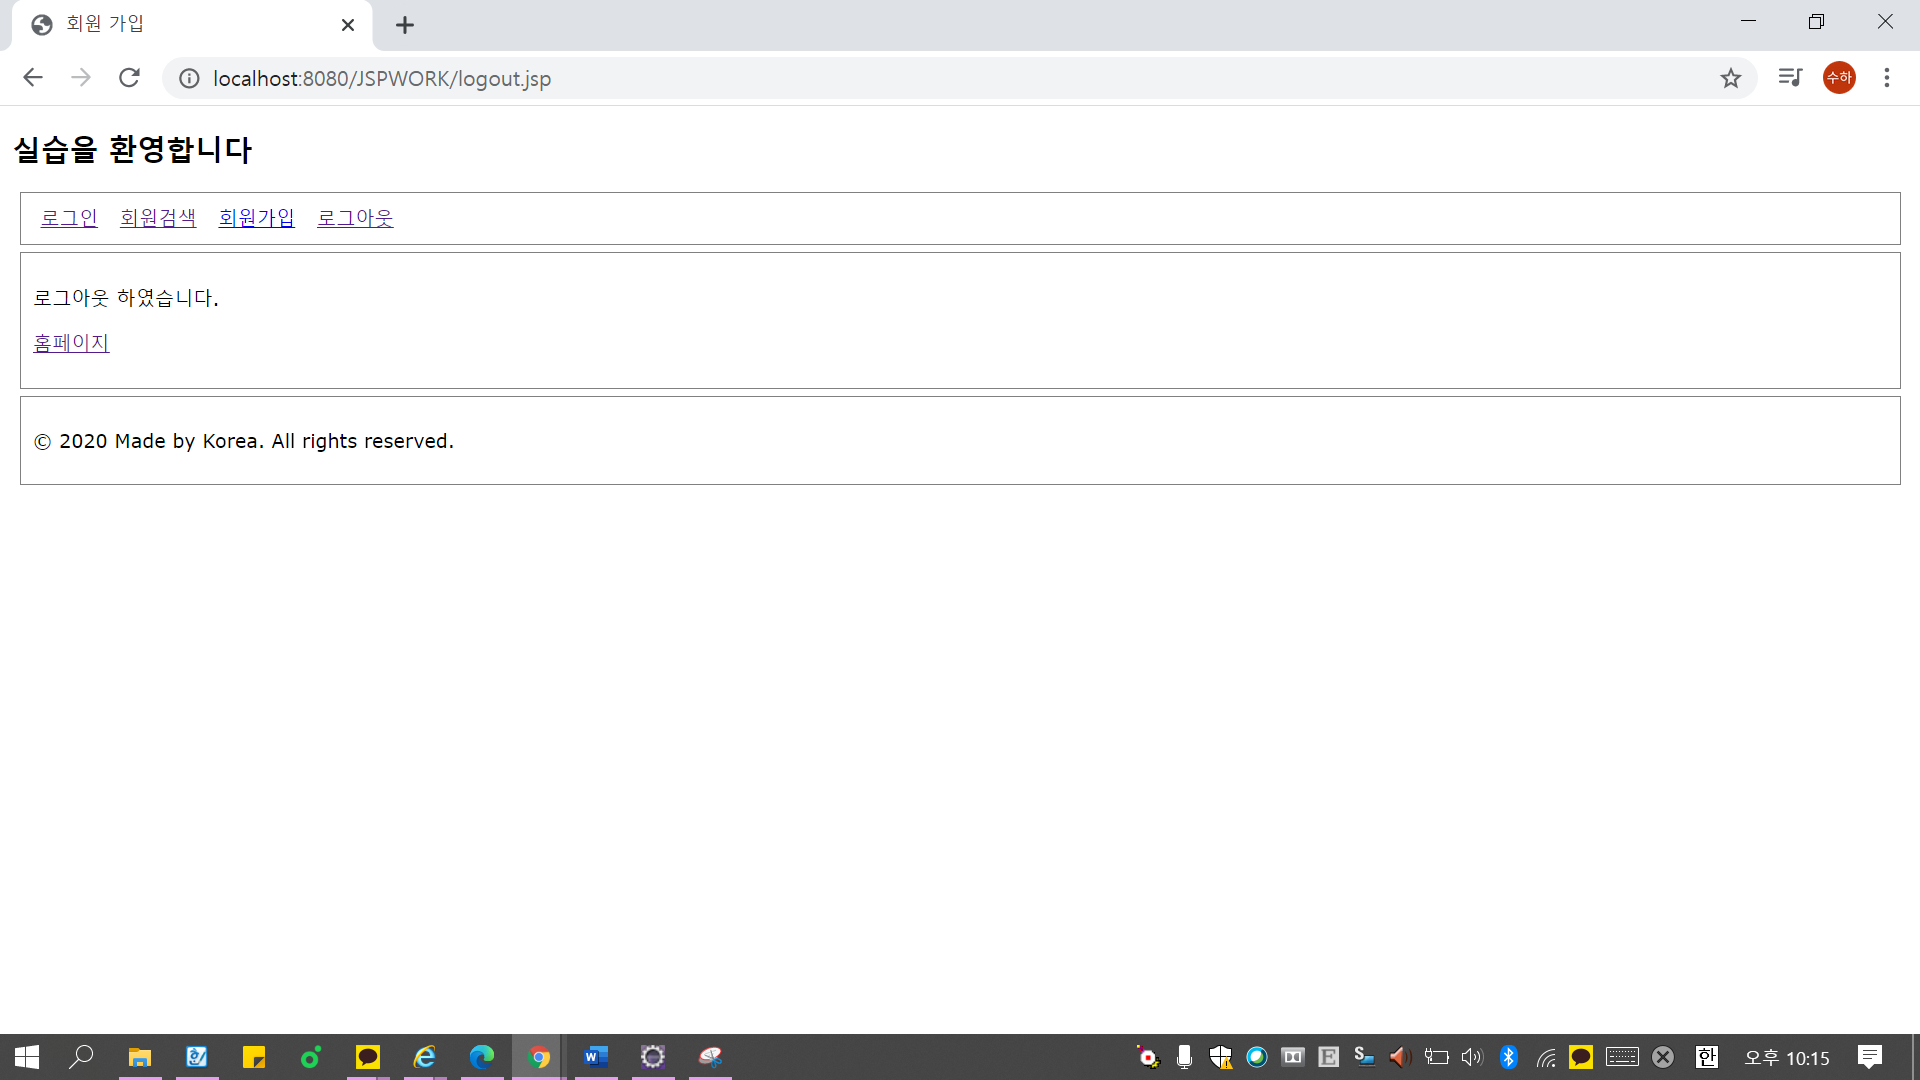 회원 가입
localhost:8080/JSPWORK/logout.jsp
수하
실습을 환영합니다
로그인 회원검색 회원가입 로그아웃
로그아웃 하였습니다.
홈페이지
© 2020 Made by Korea. All rights reserved.
한 오후 10:15